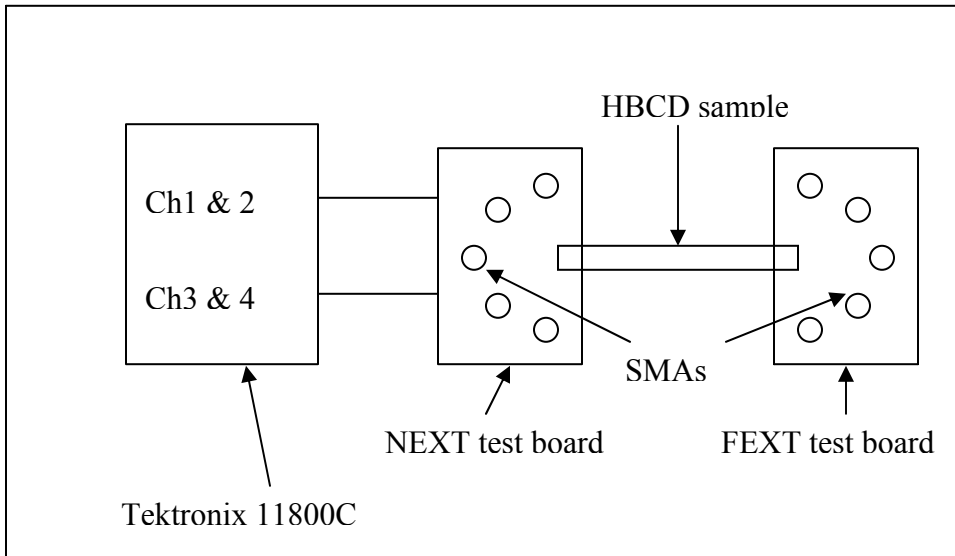 HBCD sample
Ch1 & 2
Ch3 & 4
SMAs
NEXT test board
FEXT test board
Tektronix 11800C